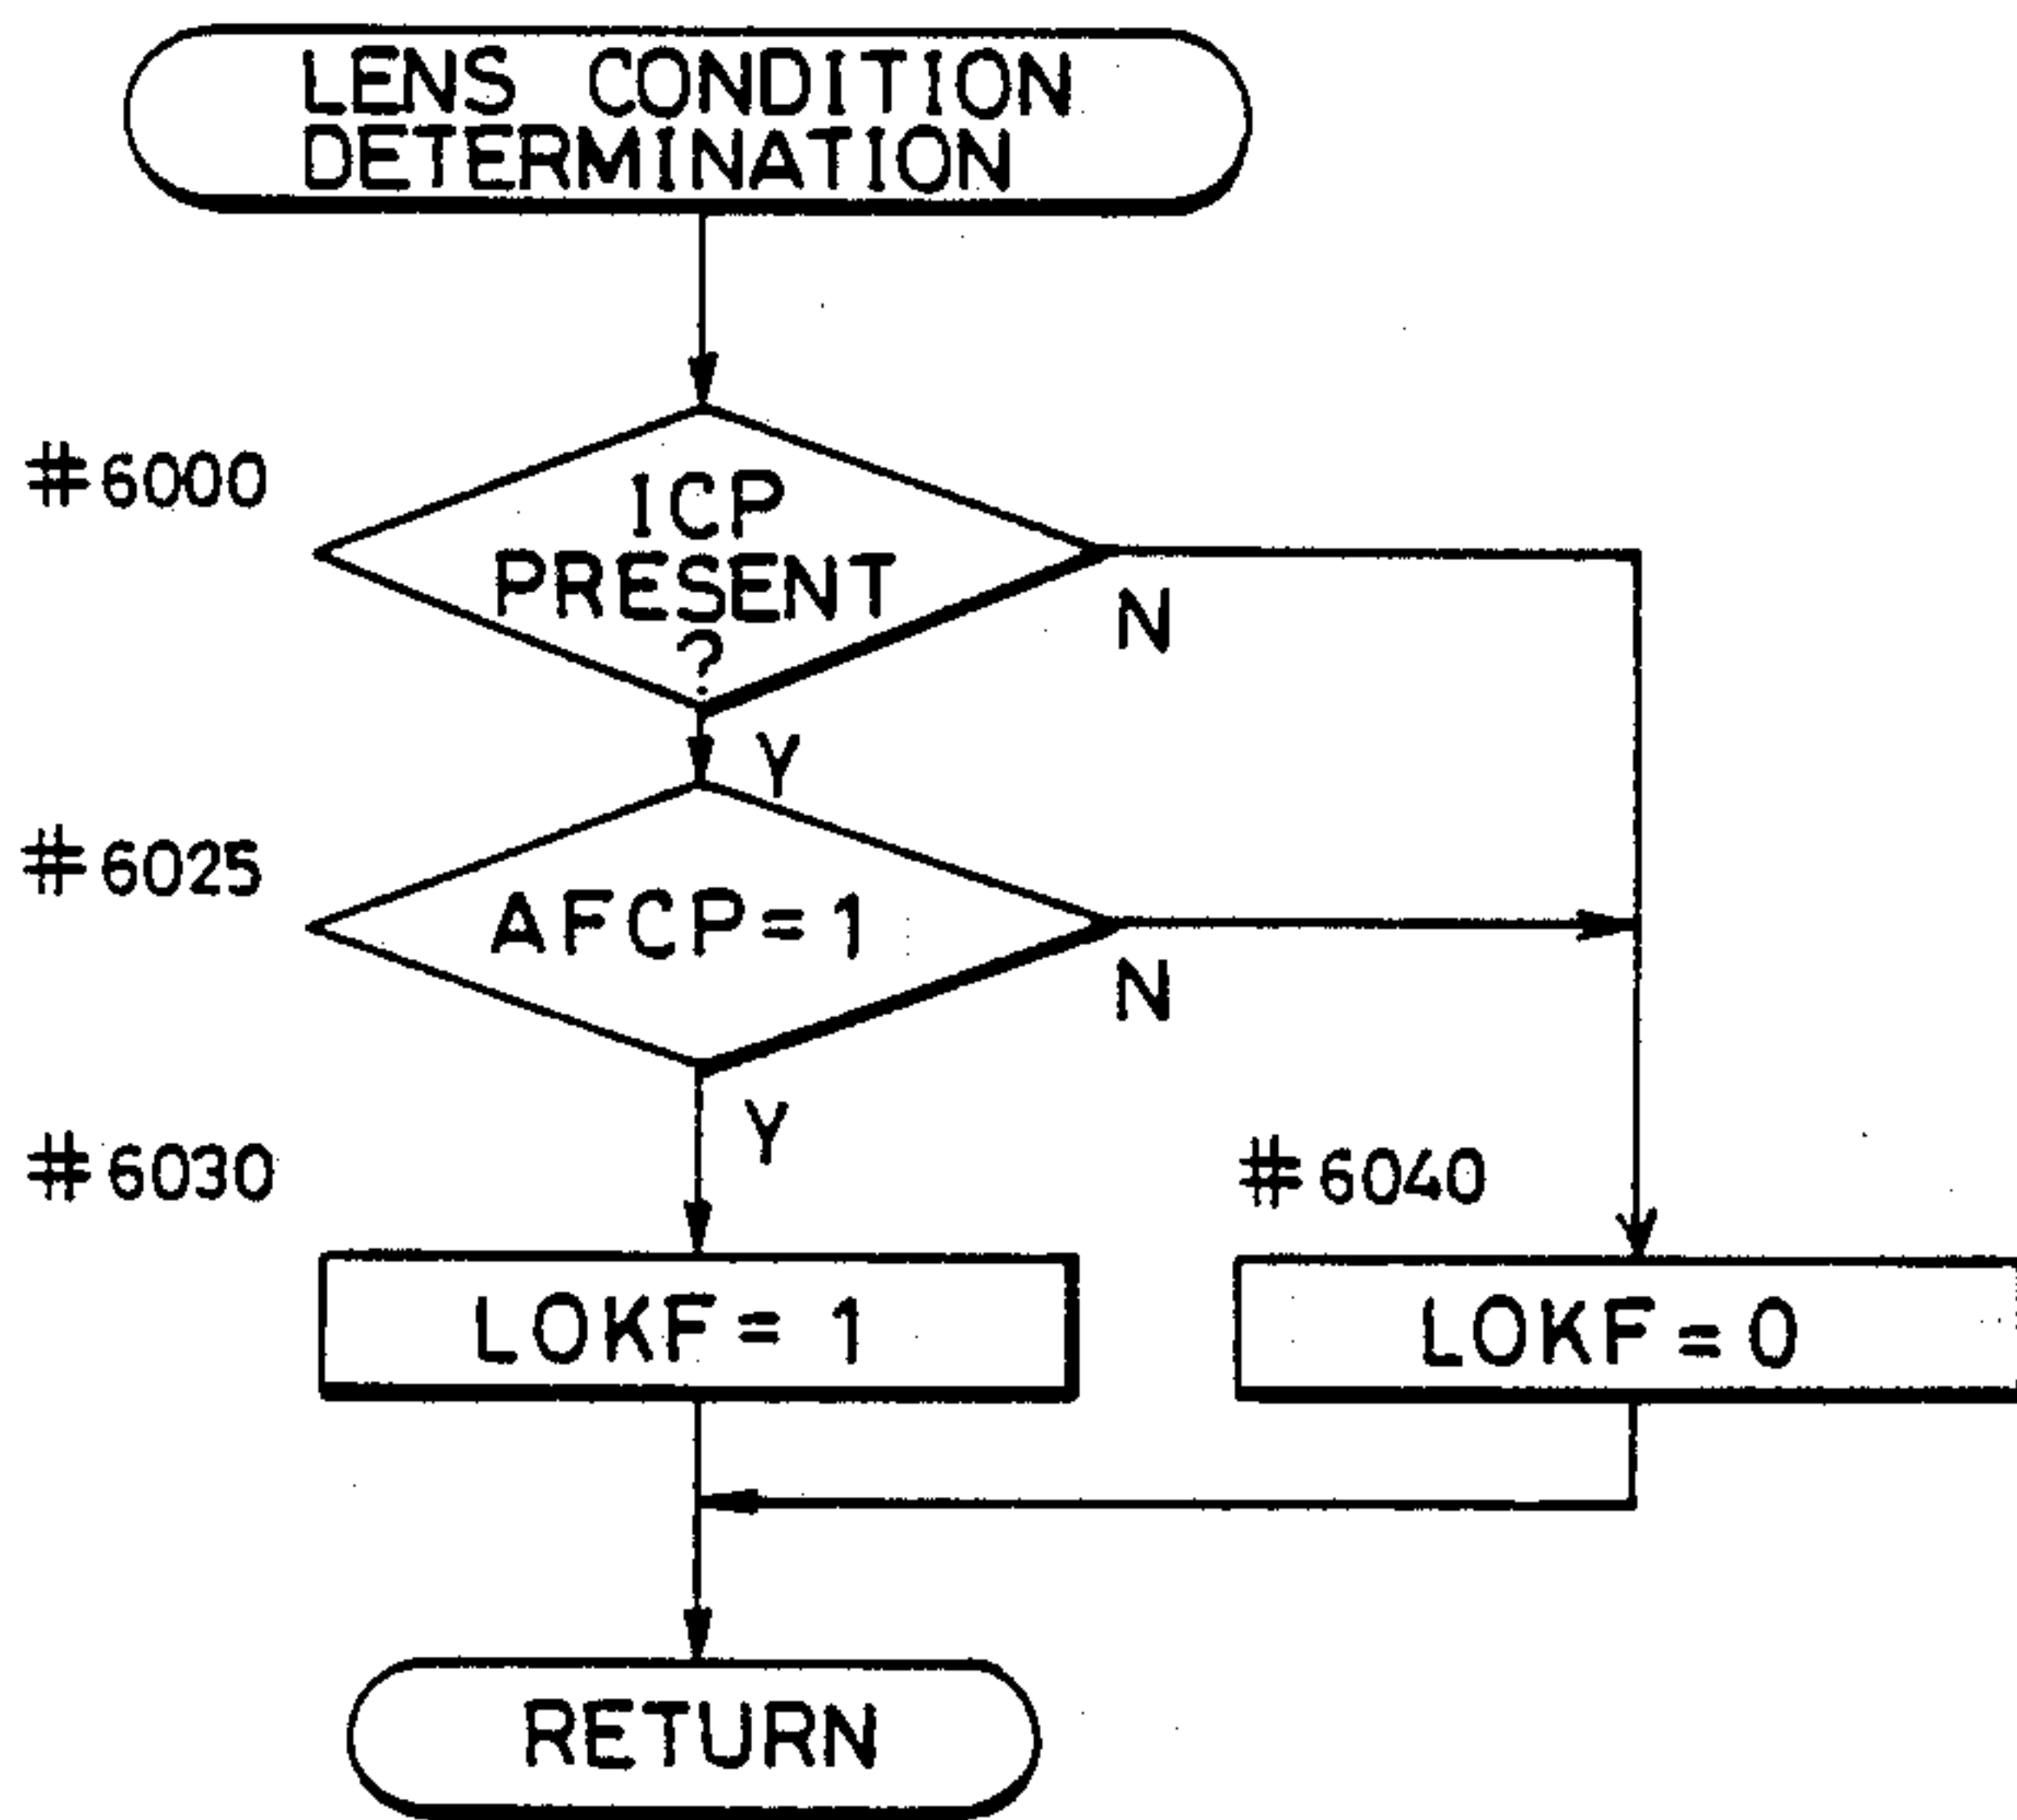 LENS CONDITION
DETERMINATION
#6000
ICP
PRESENT
?
N
Y
#6025
AFCP=1
N
Y
#6030
#6040
LOKF= 1
LOKF=0
RETURN